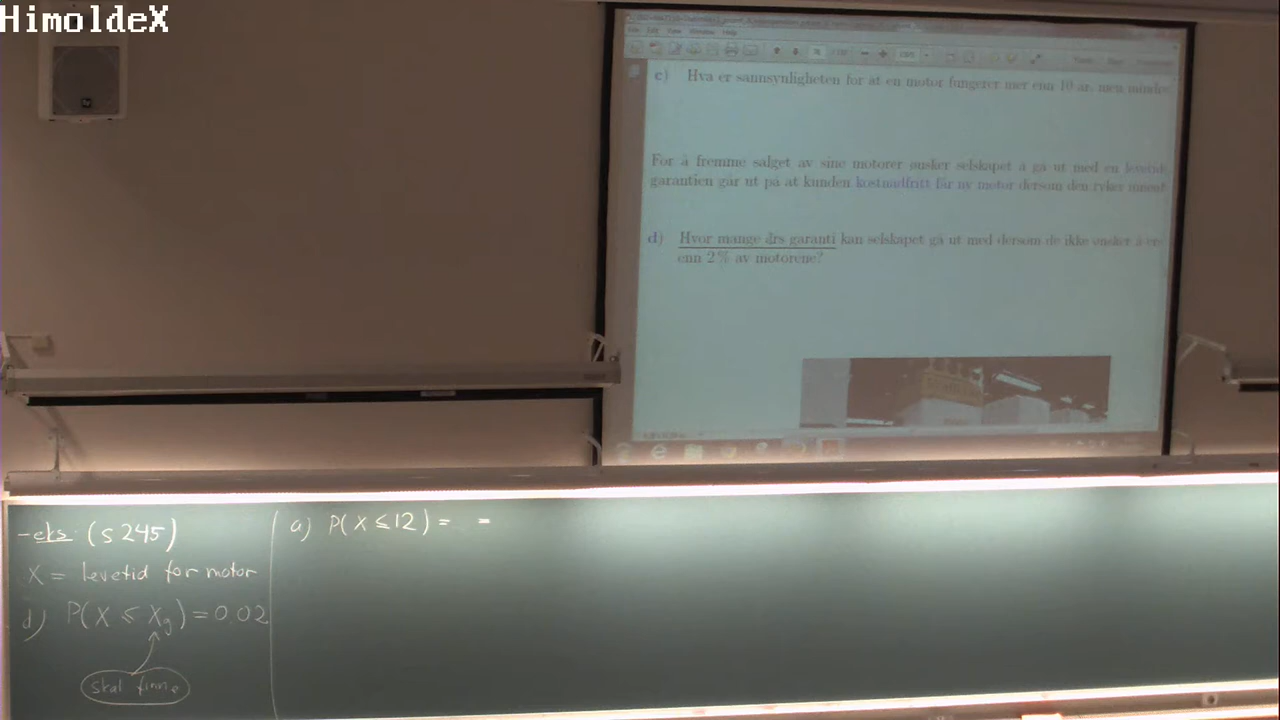 HimoldeX
c) Hva er sannsynligheten for at en motor fungerer mer enn 10 år, men mindre
For å fremme salget av sine motorer ønsker selskapet å gå ut med en levetid
garantien går ut på at kunden kostnadfritt får ny motor dersom den ryker innen
d) Hvor mange års garanti kan selskapet gå ut med dersom de ikke ønsker å
enn 2 % av motorene?
- eks: (s 245)
X = levetid for motor
d) P(X ≤ x_g) = 0.02
skal finne
a) P(X ≤ 12) = =